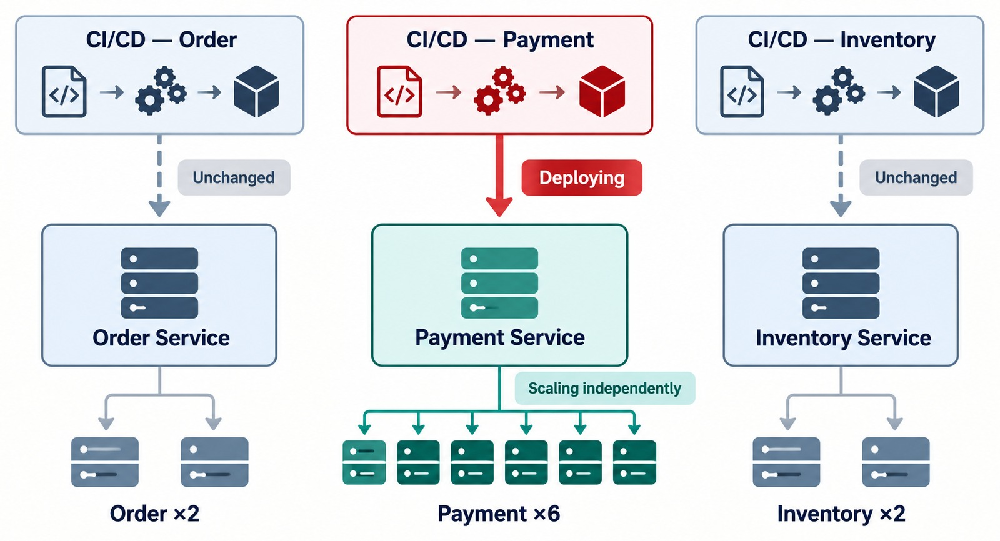 CI/CD — Order
CI/CD — Payment
CI/CD — Inventory
</>
</>
</>
Unchanged
Deploying
Unchanged
Order Service
Payment Service
Inventory Service
Scaling independently
Order ×2
Payment ×6
Inventory ×2